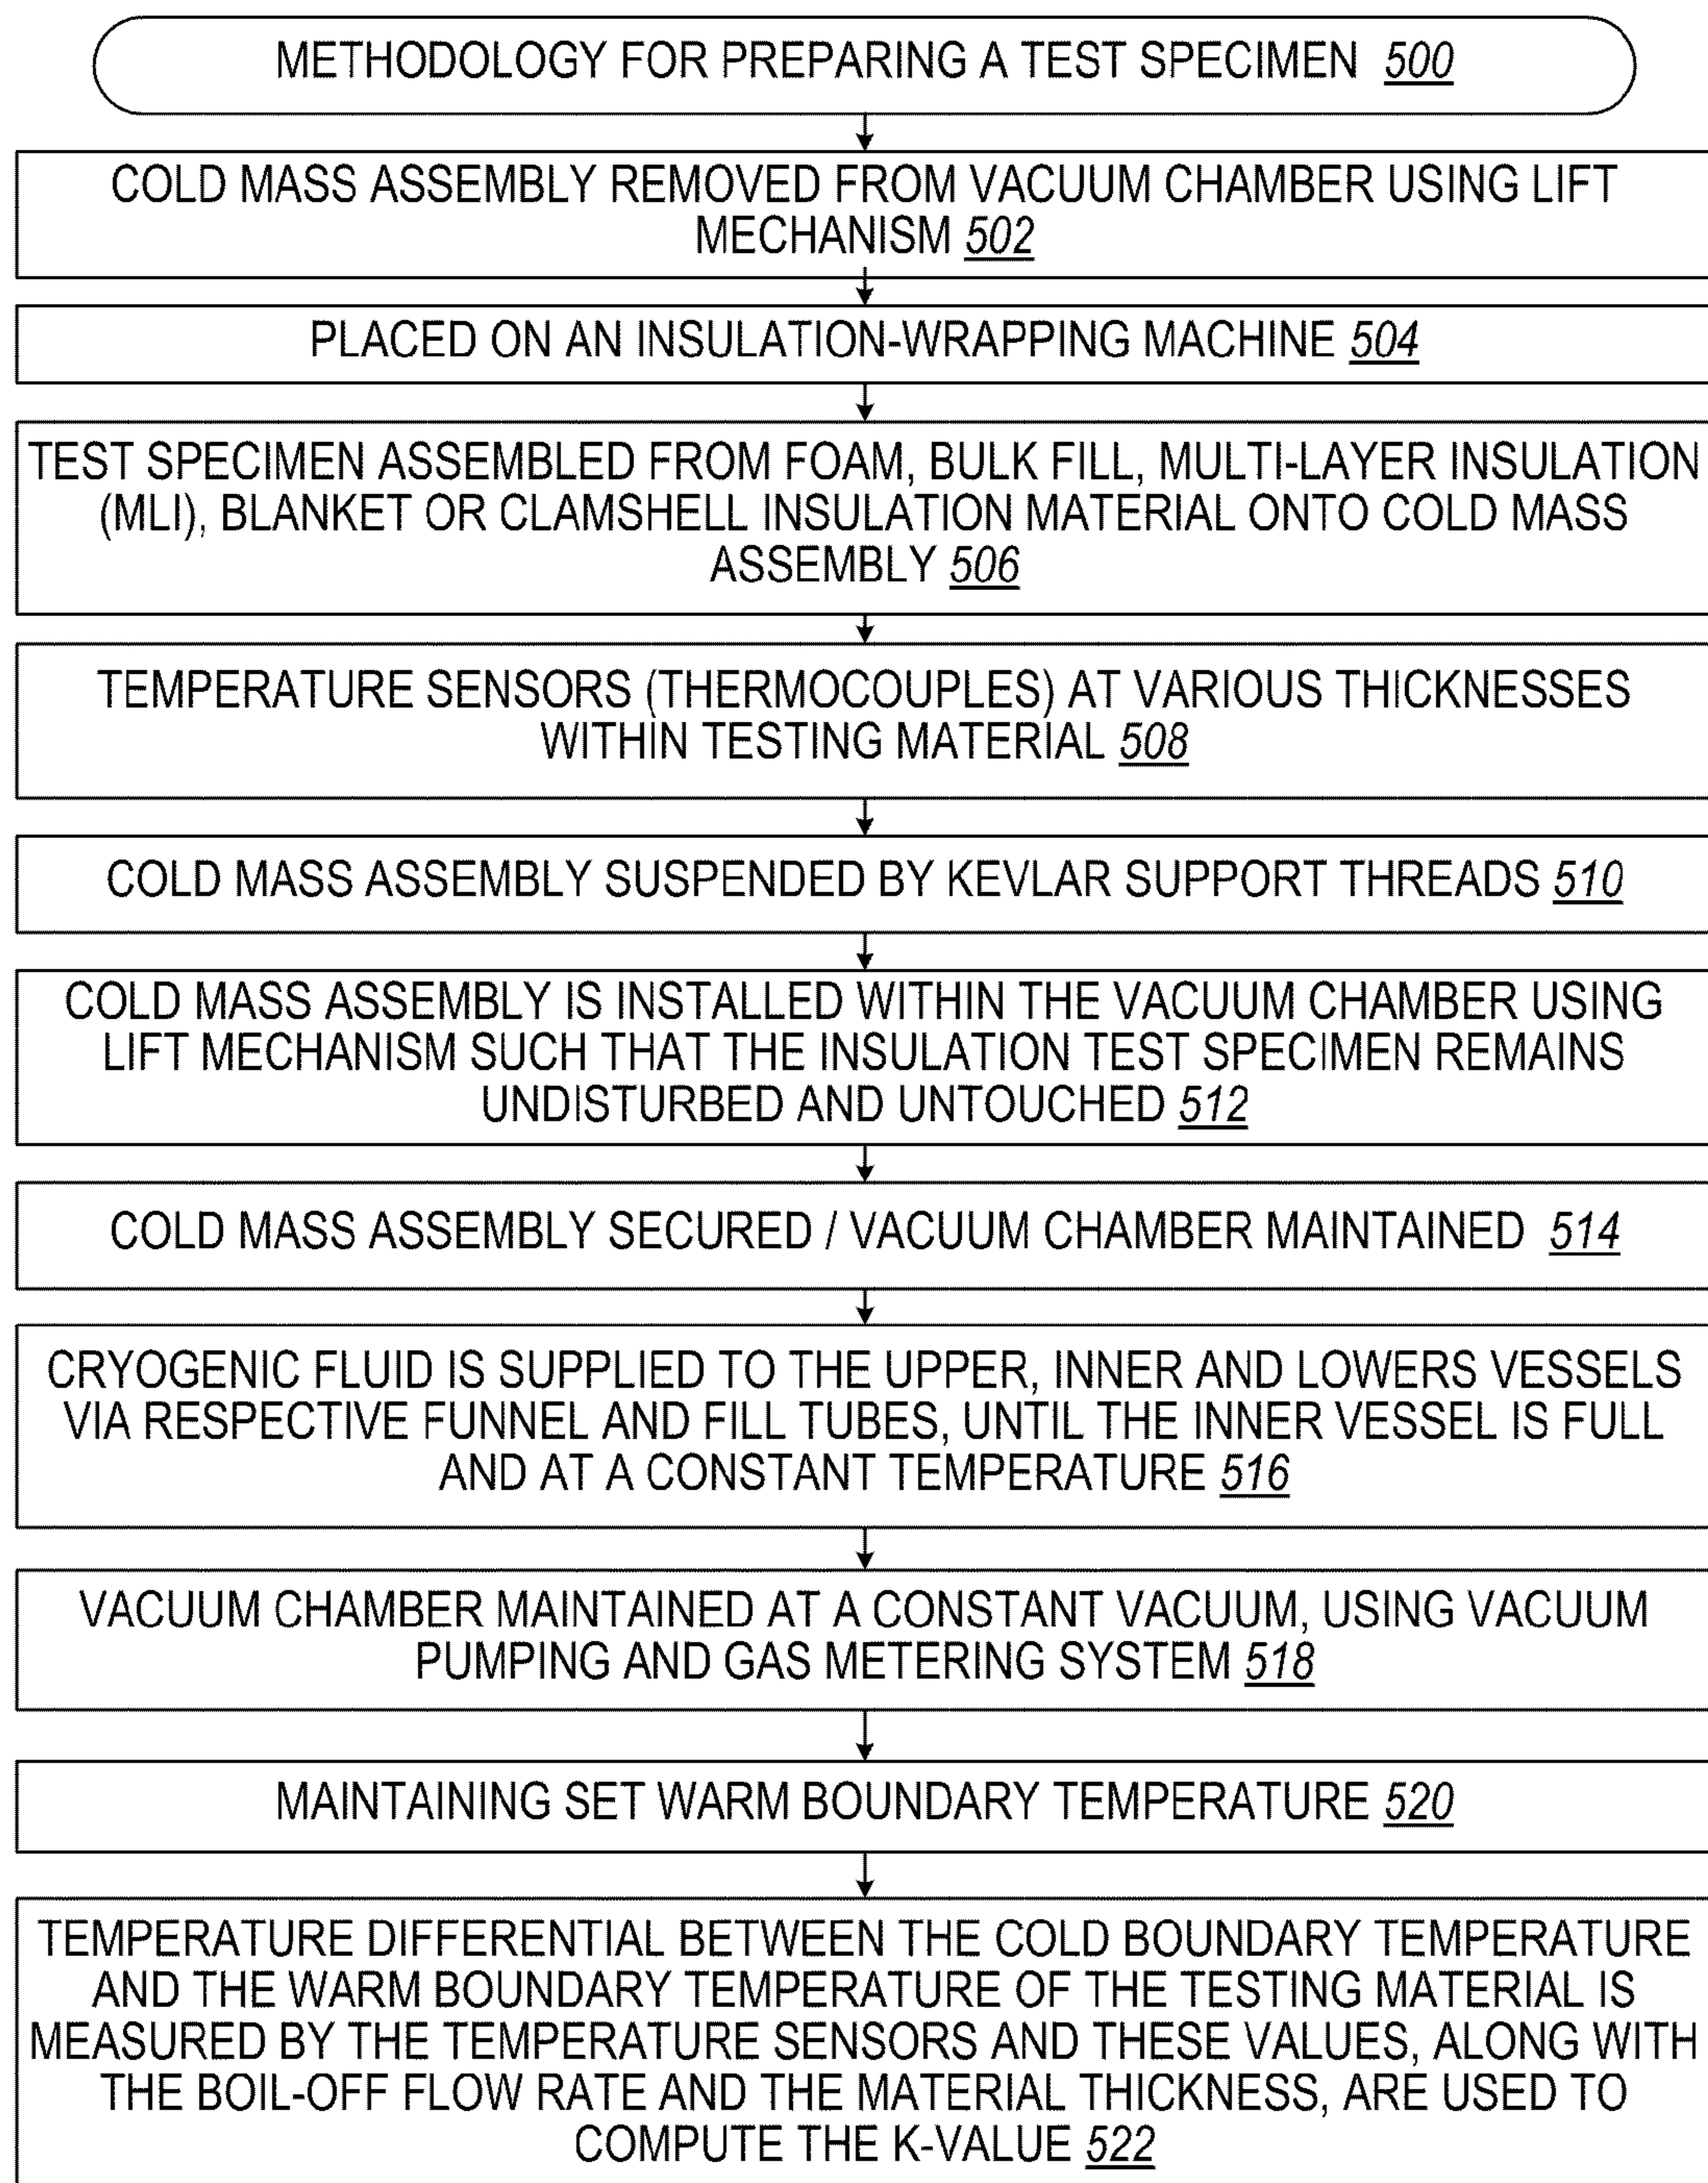 METHODOLOGY FOR PREPARING A TEST SPECIMEN 500
COLD MASS ASSEMBLY REMOVED FROM VACUUM CHAMBER USING LIFT
MECHANISM 502
PLACED ON AN INSULATION-WRAPPING MACHINE 504
TEST SPECIMEN ASSEMBLED FROM FOAM, BULK FILL, MULTI-LAYER INSULATION
(MLI), BLANKET OR CLAMSHELL INSULATION MATERIAL ONTO COLD MASS
ASSEMBLY 506
TEMPERATURE SENSORS (THERMOCOUPLES) AT VARIOUS THICKNESSES
WITHIN TESTING MATERIAL 508
COLD MASS ASSEMBLY SUSPENDED BY KEVLAR SUPPORT THREADS 510
COLD MASS ASSEMBLY IS INSTALLED WITHIN THE VACUUM CHAMBER USING
LIFT MECHANISM SUCH THAT THE INSULATION TEST SPECIMEN REMAINS
UNDISTURBED AND UNTOUCHED 512
COLD MASS ASSEMBLY SECURED / VACUUM CHAMBER MAINTAINED 514
CRYOGENIC FLUID IS SUPPLIED TO THE UPPER, INNER AND LOWERS VESSELS
VIA RESPECTIVE FUNNEL AND FILL TUBES, UNTIL THE INNER VESSEL IS FULL
AND AT A CONSTANT TEMPERATURE 516
VACUUM CHAMBER MAINTAINED AT A CONSTANT VACUUM, USING VACUUM
PUMPING AND GAS METERING SYSTEM 518
MAINTAINING SET WARM BOUNDARY TEMPERATURE 520
TEMPERATURE DIFFERENTIAL BETWEEN THE COLD BOUNDARY TEMPERATURE
AND THE WARM BOUNDARY TEMPERATURE OF THE TESTING MATERIAL IS
MEASURED BY THE TEMPERATURE SENSORS AND THESE VALUES, ALONG WITH
THE BOIL-OFF FLOW RATE AND THE MATERIAL THICKNESS, ARE USED TO
COMPUTE THE K-VALUE 522